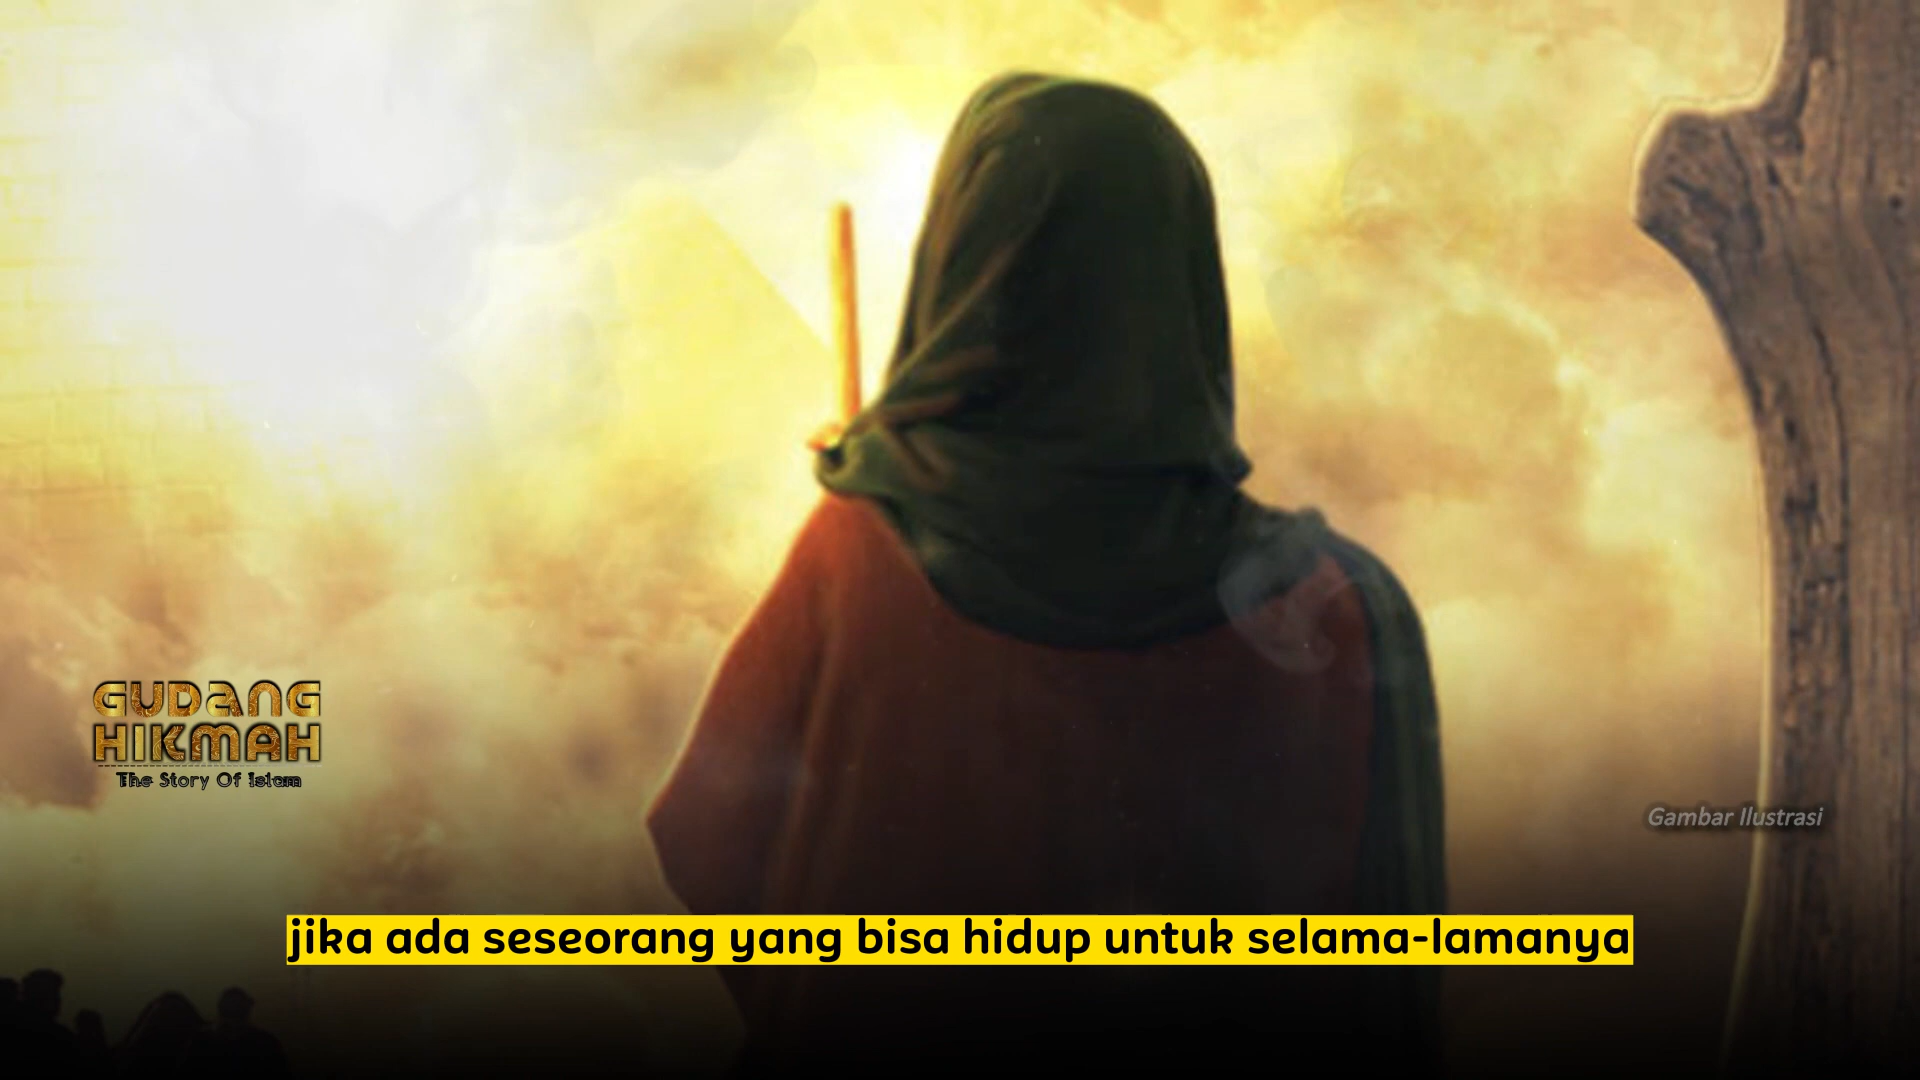 GUDANG
HIKMAH
The Story Of Islam
Gambar Ilustrasi
jika ada seseorang yang bisa hidup untuk selama-lamanya